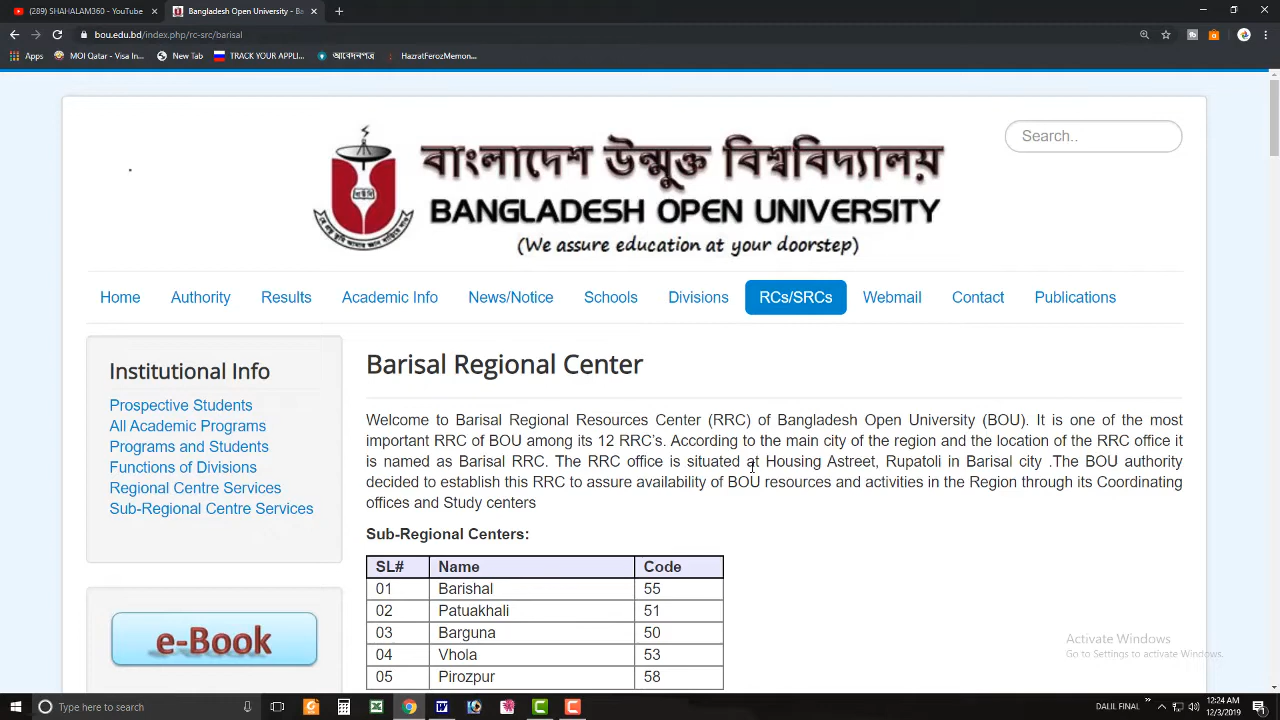 (289) SHAHALAM360 - YouTube
Bangladesh Open University - Ba
bou.edu.bd/index.php/rc-src/barisal
Apps MOI Qatar - Visa In... New Tab TRACK YOUR APPLI... আবেদনপত্র HazratFerozMemon...
Search..
বাংলাদেশ উন্মুক্ত বিশ্ববিদ্যালয়
BANGLADESH OPEN UNIVERSITY
(We assure education at your doorstep)
Home Authority Results Academic Info News/Notice Schools Divisions RCs/SRCs Webmail Contact Publications
Institutional Info
Prospective Students
All Academic Programs
Programs and Students
Functions of Divisions
Regional Centre Services
Sub-Regional Centre Services
e-Book
Barisal Regional Center
Welcome to Barisal Regional Resources Center (RRC) of Bangladesh Open University (BOU). It is one of the most
important RRC of BOU among its 12 RRC's. According to the main city of the region and the location of the RRC office it
is named as Barisal RRC. The RRC office is situated at Housing Astreet, Rupatoli in Barisal city .The BOU authority
decided to establish this RRC to assure availability of BOU resources and activities in the Region through its Coordinating
offices and Study centers
Sub-Regional Centers:
SL# Name Code
01 Barishal 55
02 Patuakhali 51
03 Barguna 50
04 Vhola 53
05 Pirozpur 58
Activate Windows
Go to Settings to activate Windows.
Type here to search
DALIL FINAL
12:24 AM
12/3/2019